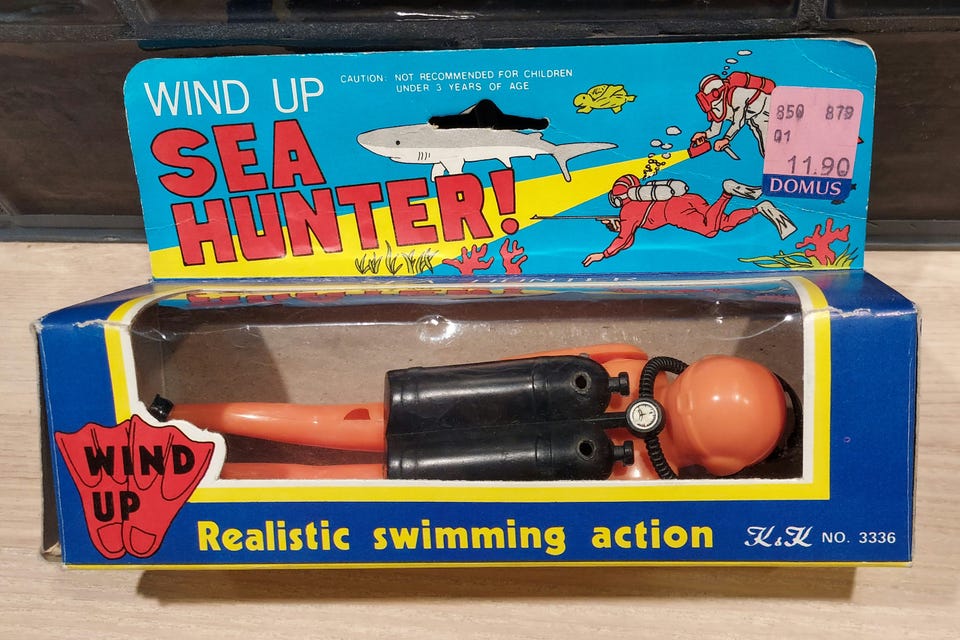 WIND UP
CAUTION: NOT RECOMMENDED FOR CHILDREN
UNDER 3 YEARS OF AGE
SEA
HUNTER!
850 879
Q1
11.90
DOMUS
WIND
UP
Realistic swimming action
K&K NO. 3336